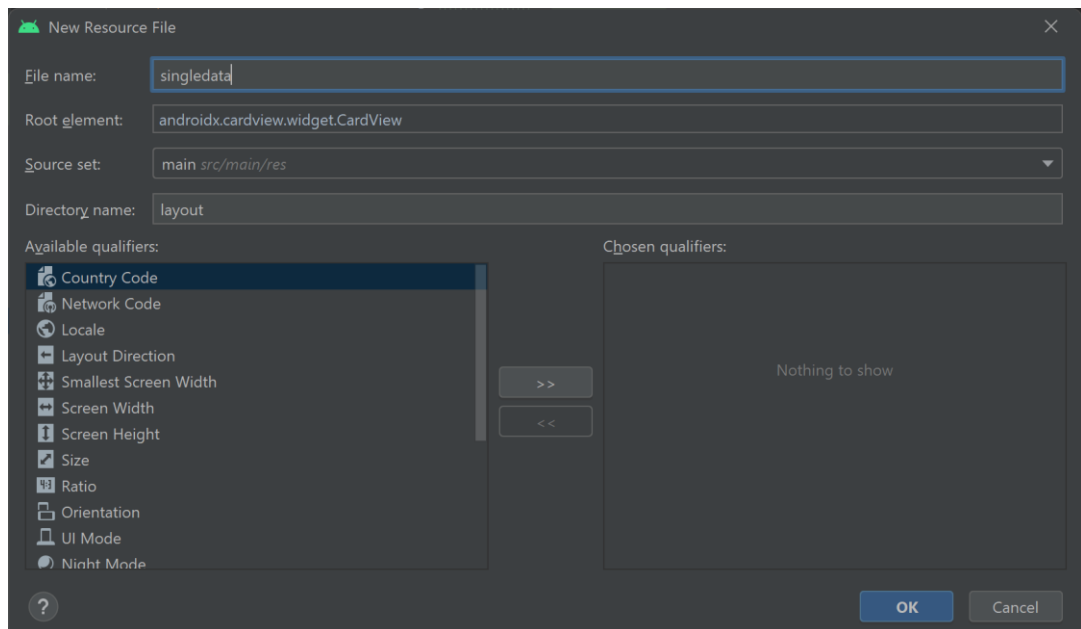 New Resource File
File name: singledata
Root element: androidx.cardview.widget.CardView
Source set: main src/main/res
Directory name: layout
Available qualifiers:
Chosen qualifiers:
Country Code
Network Code
Locale
Layout Direction
Smallest Screen Width
Screen Width
Screen Height
Size
Ratio
Orientation
UI Mode
Night Mode
>>
<<
Nothing to show
?
OK
Cancel